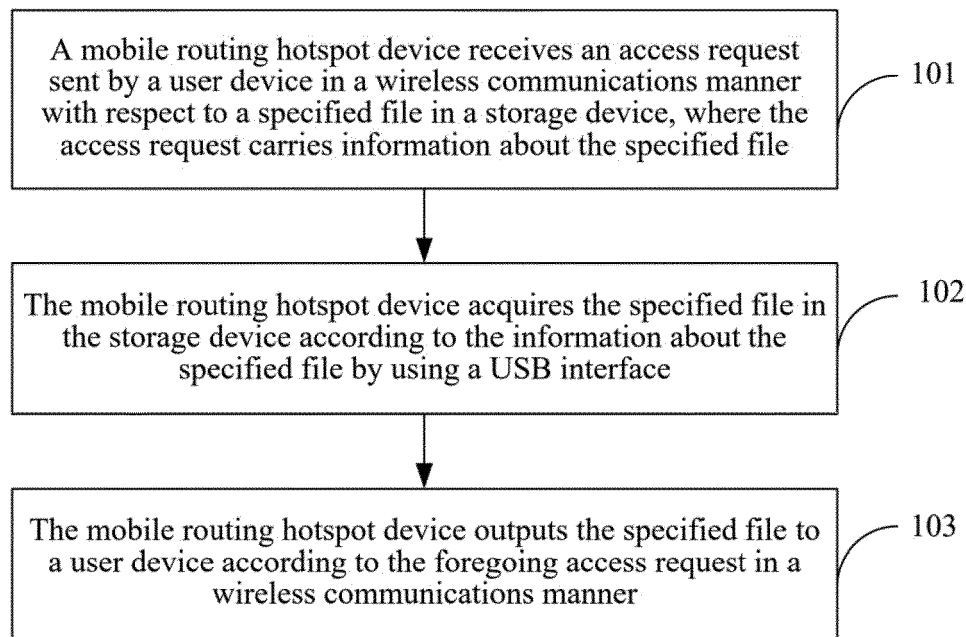 A mobile routing hotspot device receives an access request
sent by a user device in a wireless communications manner
with respect to a specified file in a storage device, where the
access request carries information about the specified file
101
The mobile routing hotspot device acquires the specified file in
the storage device according to the information about the
specified file by using a USB interface
102
The mobile routing hotspot device outputs the specified file to
a user device according to the foregoing access request in a
wireless communications manner
103